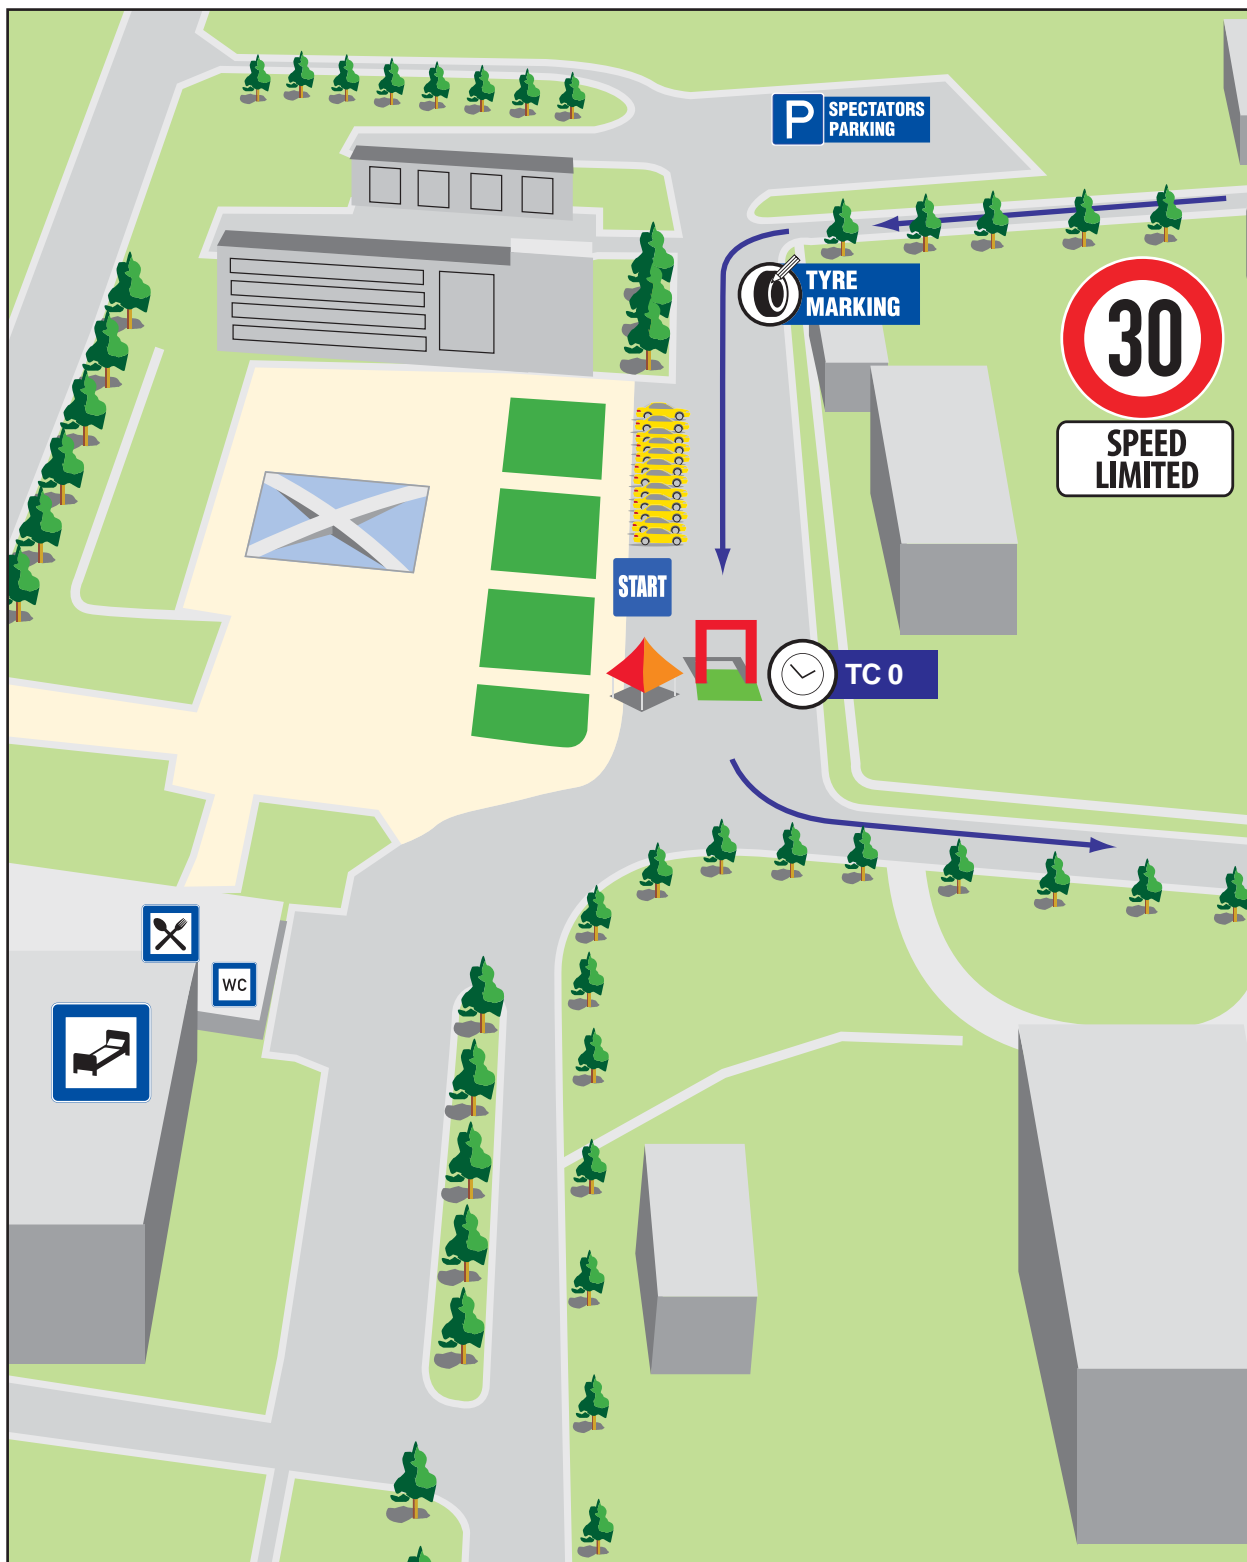 P
SPECTATORS
PARKING
TYRE
MARKING
30
SPEED
LIMITED
START
TC 0
WC